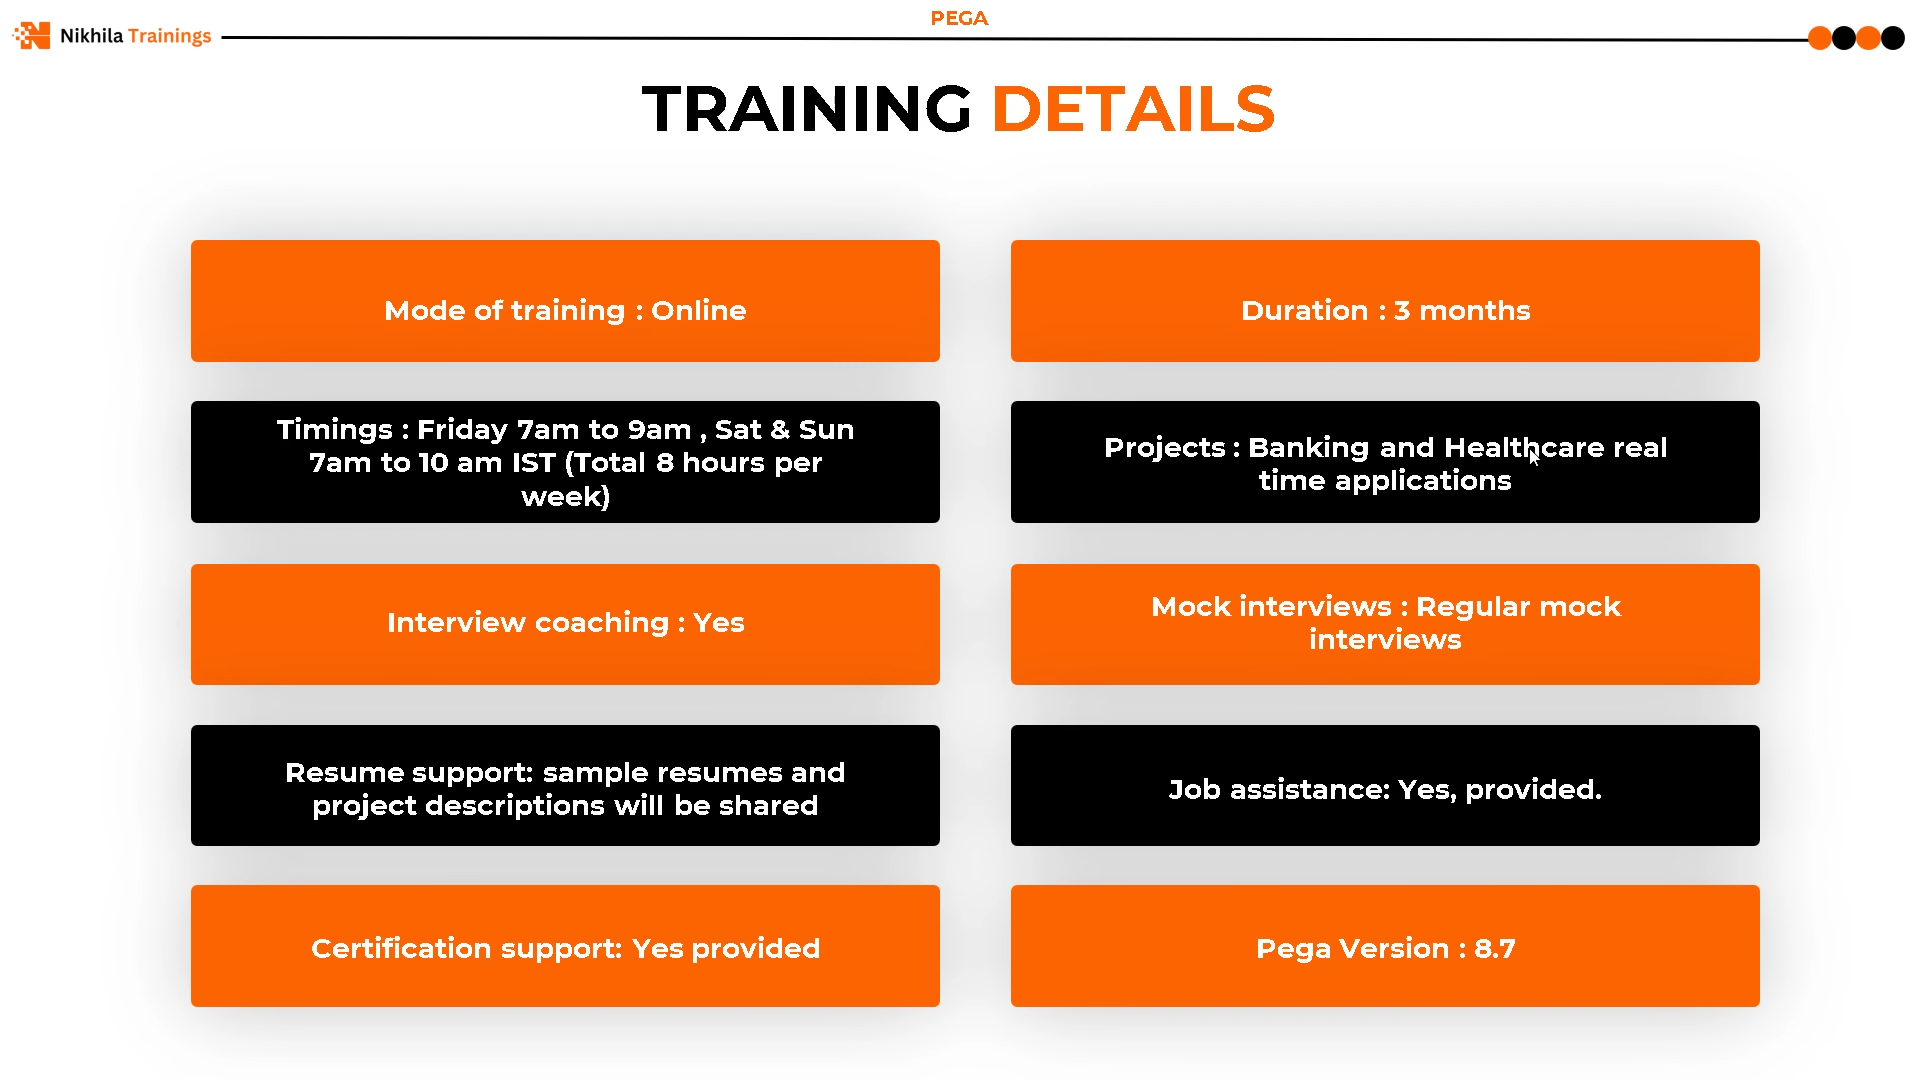 PEGA
Nikhila Trainings
TRAINING DETAILS
Mode of training : Online
Duration : 3 months
Timings : Friday 7am to 9am , Sat & Sun
7am to 10 am IST (Total 8 hours per
week)
Projects : Banking and Healthcare real
time applications
Interview coaching : Yes
Mock interviews : Regular mock
interviews
Resume support: sample resumes and
project descriptions will be shared
Job assistance: Yes, provided.
Certification support: Yes provided
Pega Version : 8.7